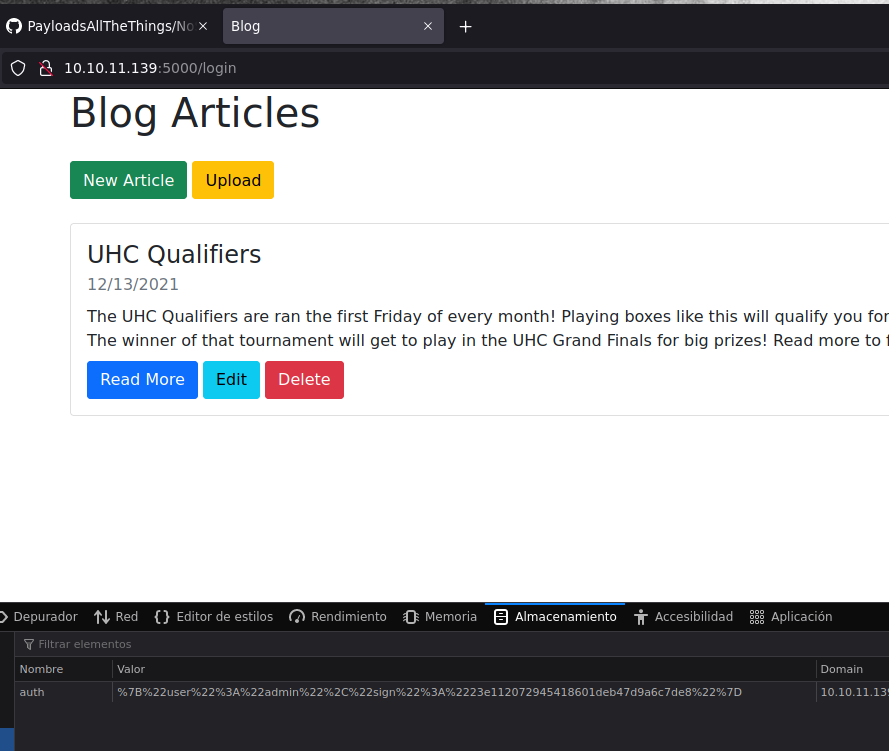 PayloadsAllTheThings/No
Blog
10.10.11.139:5000/login
Blog Articles
New Article Upload
UHC Qualifiers
12/13/2021
The UHC Qualifiers are ran the first Friday of every month! Playing boxes like this will qualify you for
The winner of that tournament will get to play in the UHC Grand Finals for big prizes! Read more to f
Read More Edit Delete
Depurador Red Editor de estilos Rendimiento Memoria Almacenamiento Accesibilidad Aplicación
Filtrar elementos
Nombre Valor Domain
auth %7B%22user%22%3A%22admin%22%2C%22sign%22%3A%2223e112072945418601deb47d9a6c7de8%22%7D 10.10.11.139